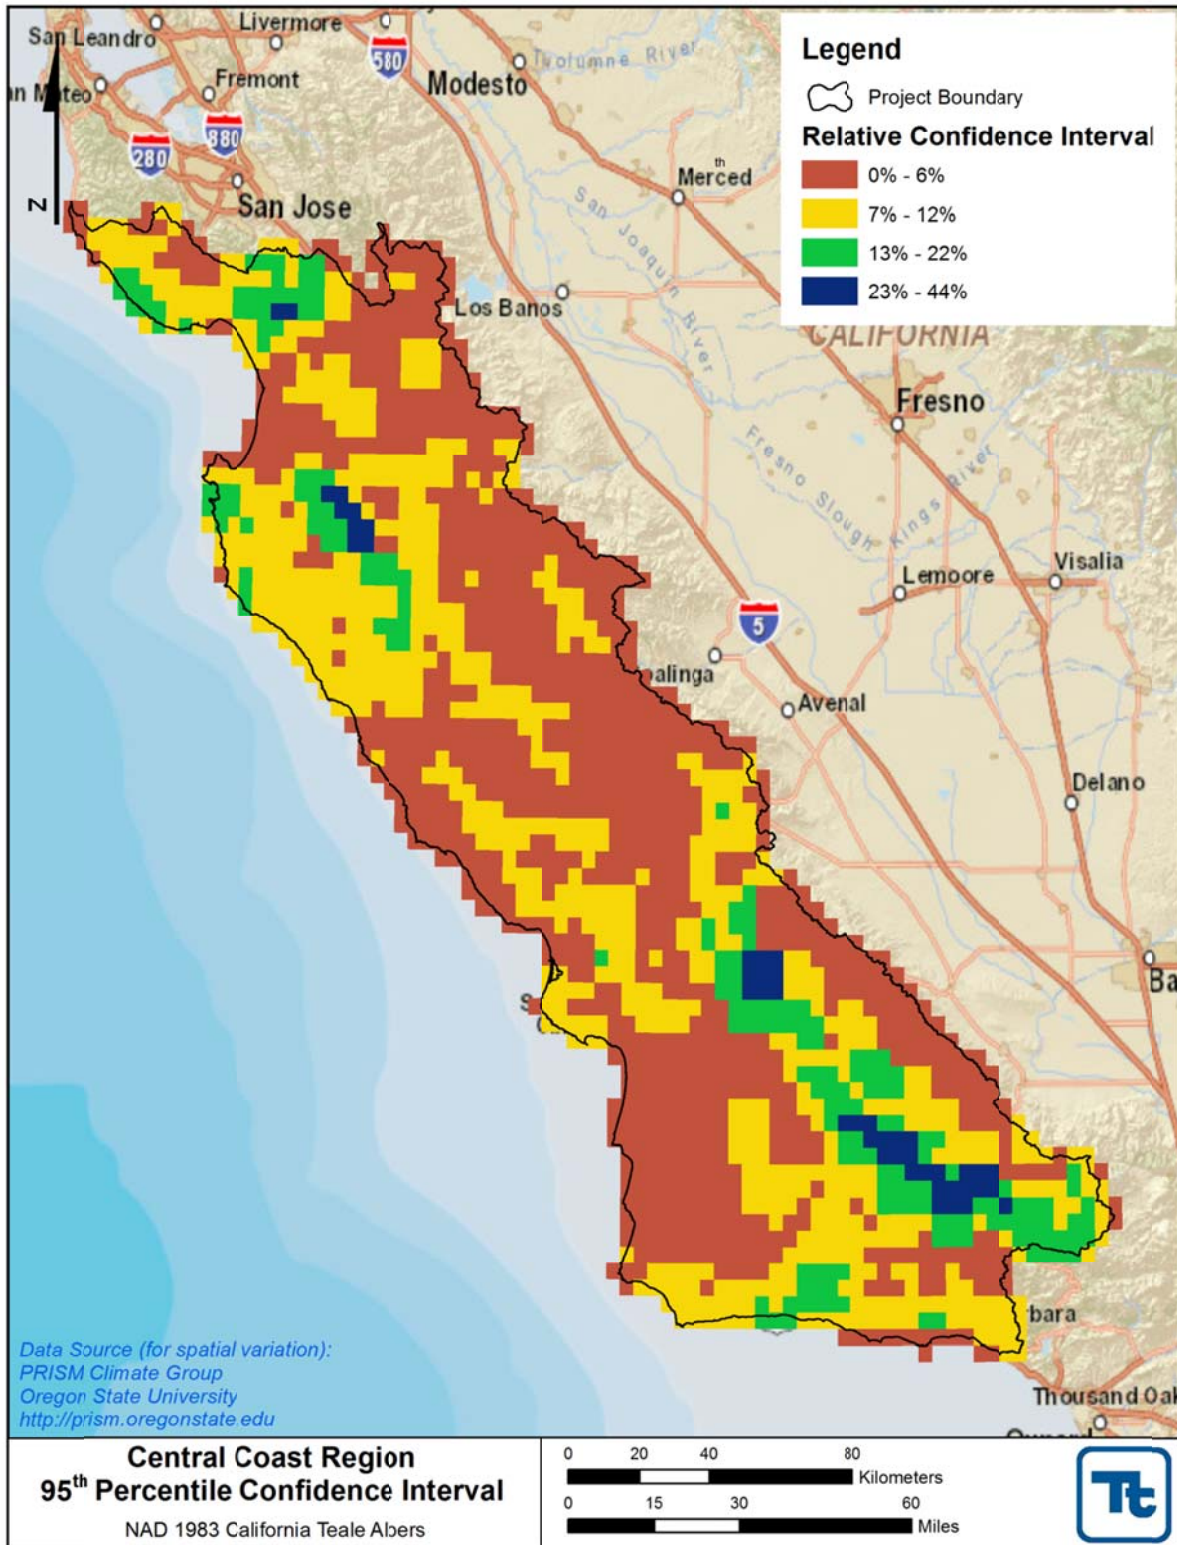 San Leandro
Livermore
580
Modesto
Tuolumne River
Fremont
n Mateo
880
280
San Jose
N
Legend
Project Boundary
Relative Confidence Interval
0% - 6%
7% - 12%
13% - 22%
23% - 44%
th
Merced
San Joaquin River
Los Banos
CALIFORNIA
Fresno
Fresno Slough
Kings River
Visalia
Lemoore
5
alinga
Avenal
Delano
Ba
S
rbara
Thousand Oak
Data Source (for spatial variation):
PRISM Climate Group
Oregon State University
http://prism.oregonstate.edu
Central Coast Region
95th Percentile Confidence Interval
NAD 1983 California Teale Albers
0 20 40 80
Kilometers
0 15 30 60
Miles
Tt